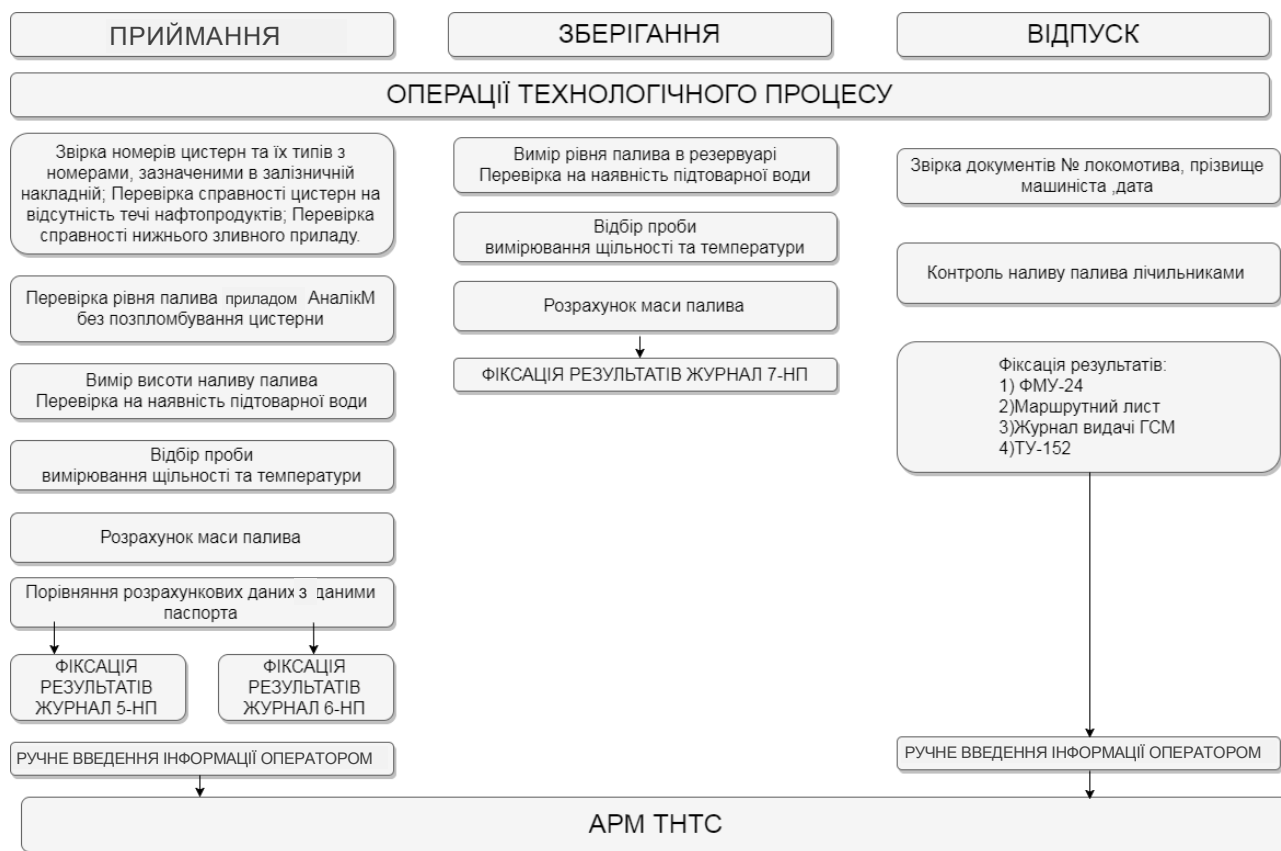 ПРИЙМАННЯ
ЗБЕРІГАННЯ
ВІДПУСК
ОПЕРАЦІЇ ТЕХНОЛОГІЧНОГО ПРОЦЕСУ
Звірка номерів цистерн та їх типів з
номерами, зазначеними в залізничній
накладній; Перевірка справності цистерн на
відсутність течі нафтопродуктів; Перевірка
справності нижнього зливного приладу.
Перевірка рівня палива приладом АналікМ
без позпломбування цистерни
Вимір висоти наливу палива
Перевірка на наявність підтоварної води
Відбір проби
вимірювання щільності та температури
Розрахунок маси палива
Порівняння розрахункових даних з даними
паспорта
ФІКСАЦІЯ
РЕЗУЛЬТАТІВ
ЖУРНАЛ 5-НП
ФІКСАЦІЯ
РЕЗУЛЬТАТІВ
ЖУРНАЛ 6-НП
РУЧНЕ ВВЕДЕННЯ ІНФОРМАЦІЇ ОПЕРАТОРОМ
Вимір рівня палива в резервуарі
Перевірка на наявність підтоварної води
Відбір проби
вимірювання щільності та температури
Розрахунок маси палива
ФІКСАЦІЯ РЕЗУЛЬТАТІВ ЖУРНАЛ 7-НП
Звірка документів № локомотива, прізвище
машиніста ,дата
Контроль наливу палива лічильниками
Фіксація результатів:
1) ФМУ-24
2)Маршрутний лист
3)Журнал видачі ГСМ
4)ТУ-152
РУЧНЕ ВВЕДЕННЯ ІНФОРМАЦІЇ ОПЕРАТОРОМ
АРМ ТНТС